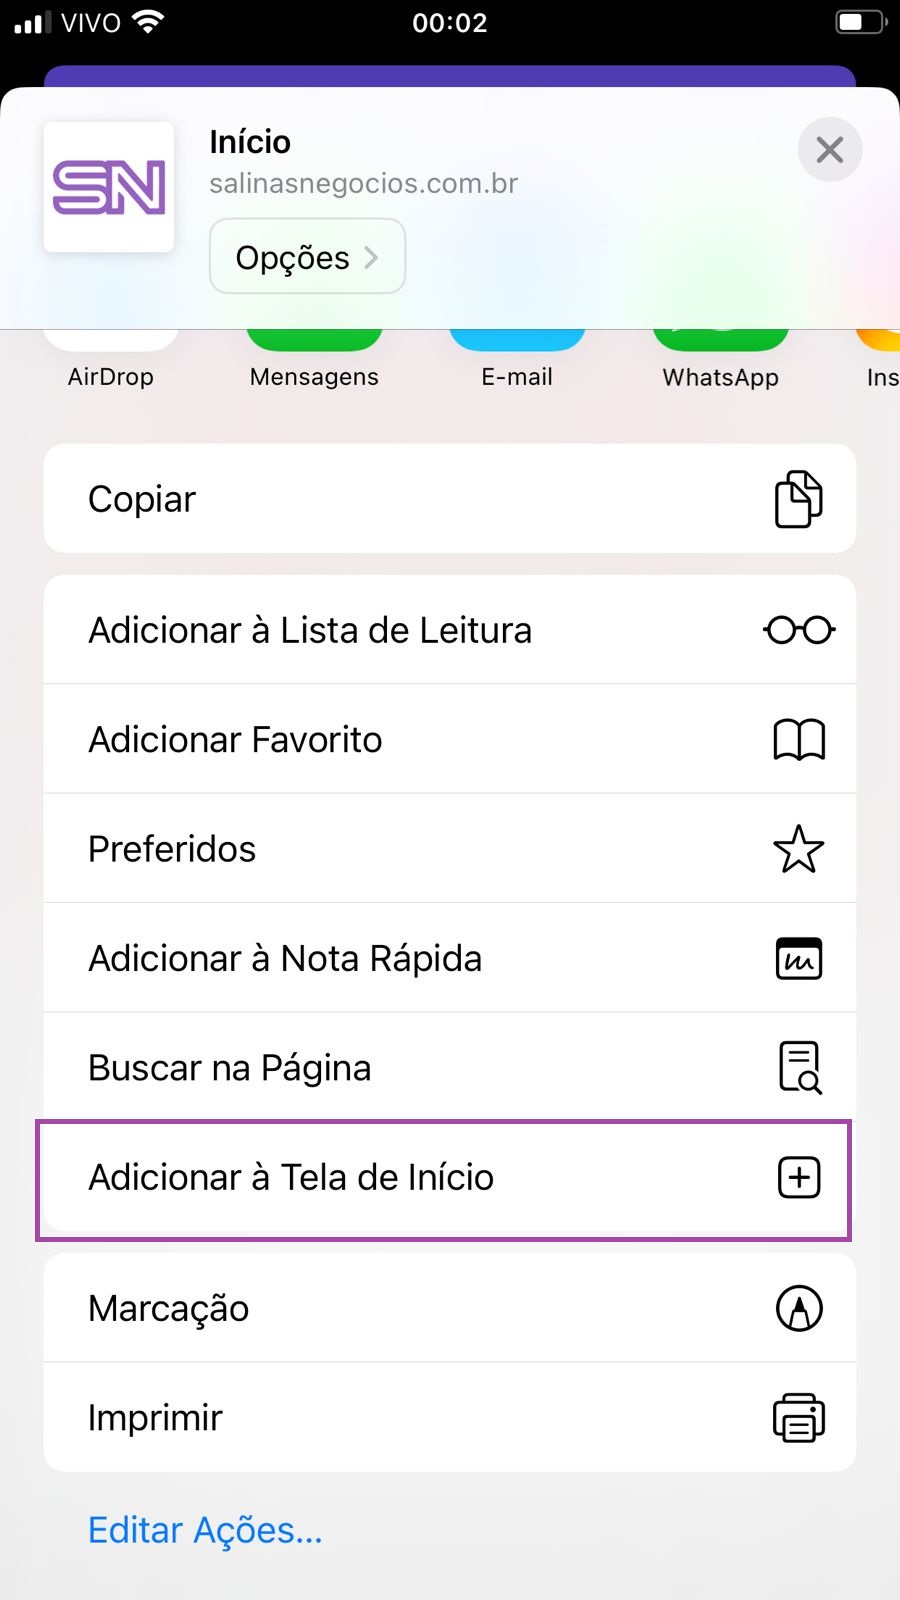 VIVO
00:02
SN
Início
salinasnegocios.com.br
Opções
AirDrop
Mensagens
E-mail
WhatsApp
Ins
Copiar
Adicionar à Lista de Leitura
Adicionar Favorito
Preferidos
Adicionar à Nota Rápida
Buscar na Página
Adicionar à Tela de Início
Marcação
Imprimir
Editar Ações...